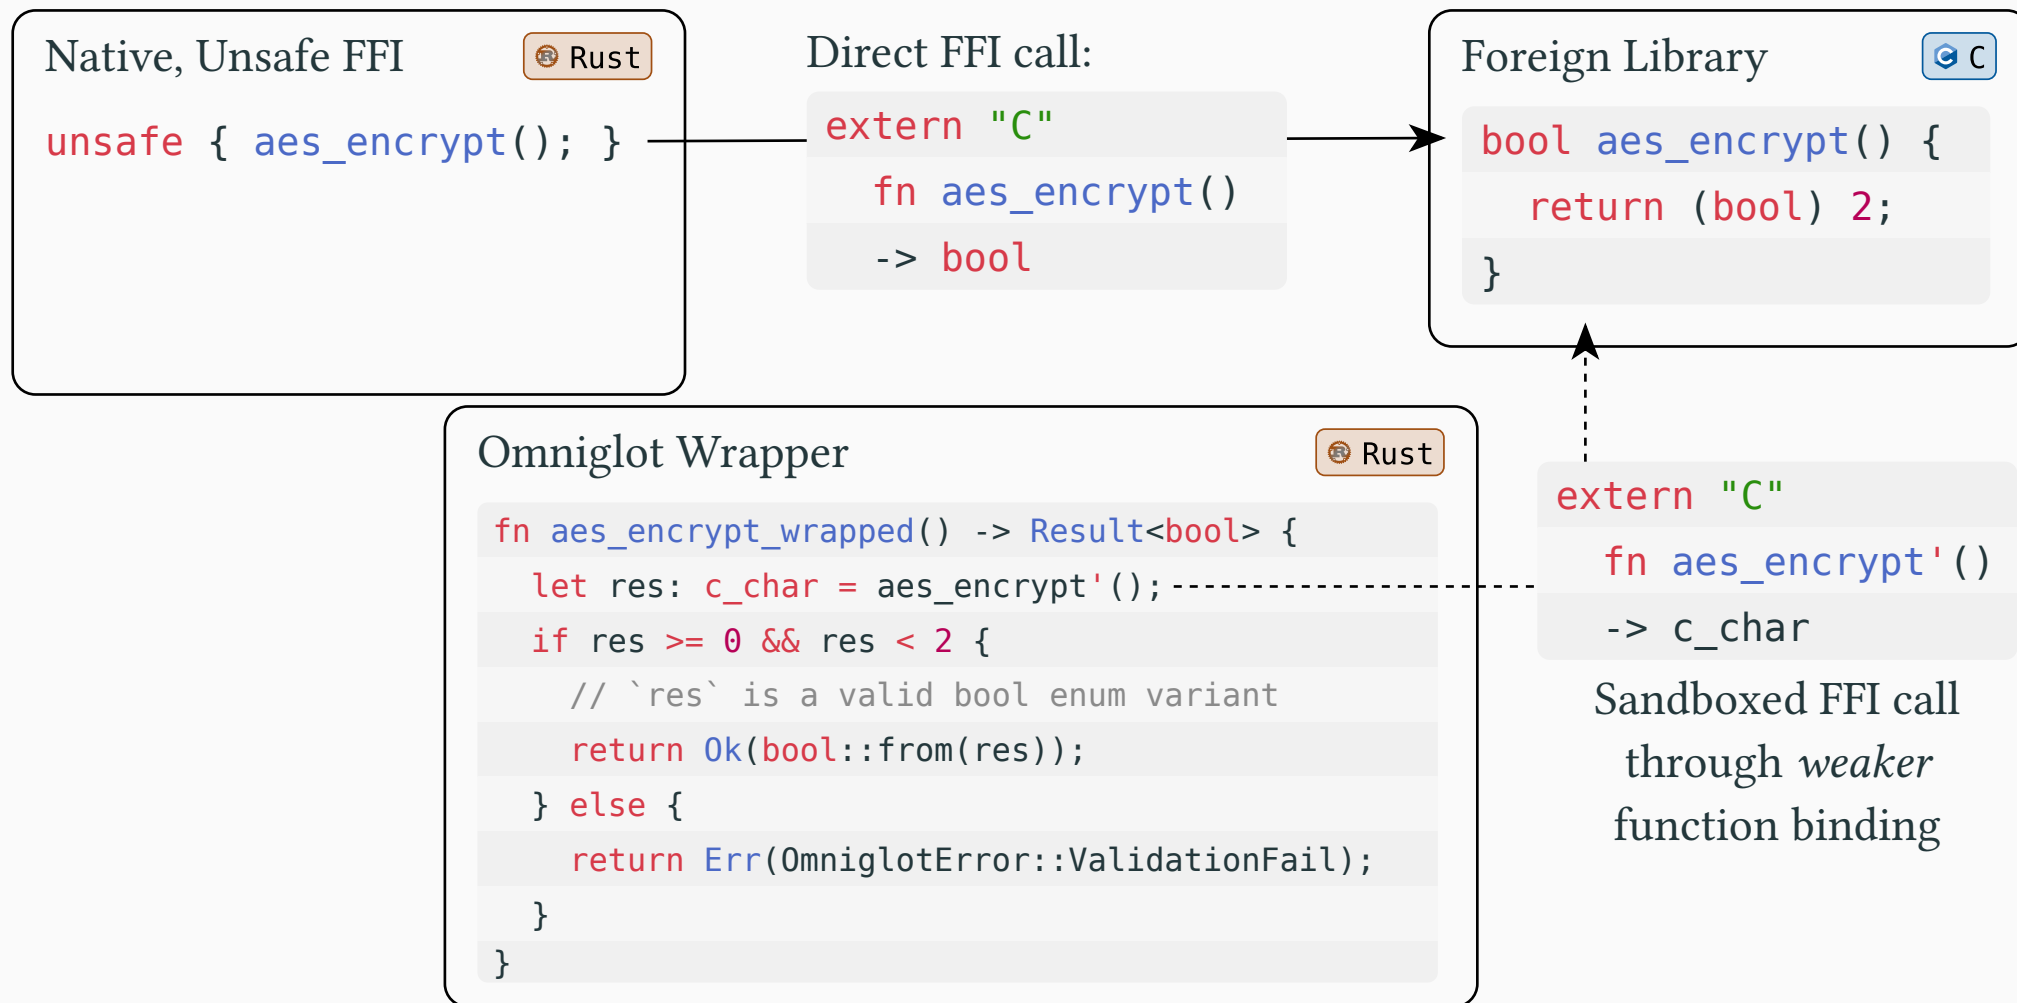 Native, Unsafe FFI
Rust
unsafe { aes_encrypt(); }
Direct FFI call:
extern "C"
  fn aes_encrypt()
  -> bool
Foreign Library
C
bool aes_encrypt() {
  return (bool) 2;
}
Omniglot Wrapper
Rust
fn aes_encrypt_wrapped() -> Result<bool> {
  let res: c_char = aes_encrypt'();
  if res >= 0 && res < 2 {
    // `res` is a valid bool enum variant
    return Ok(bool::from(res));
  } else {
    return Err(OmniglotError::ValidationFail);
  }
}
extern "C"
  fn aes_encrypt'()
  -> c_char
Sandboxed FFI call
through weaker
function binding